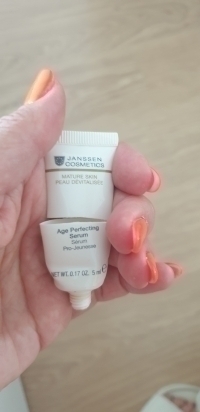 JANSSEN
COSMETICS
MATURE SKIN
PEAU DÉVITALISÉE
Age Perfecting
Serum
Sérum
Pro-Jeunesse
NET WT. 0.17 OZ. 5 ml ℮